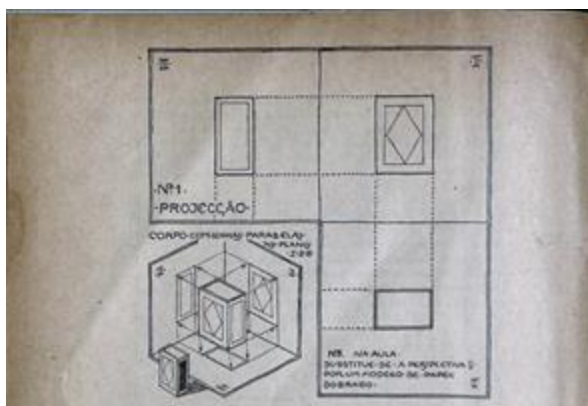 Nº1
PROJECÇÃO
CORPO COM LINHAS PARALELAS
AO PLANO
NB. NA AULA
SUBSTITUE-SE A PERSPECTIVA
POR UM MODELO DE PAPEL
DOBRADO